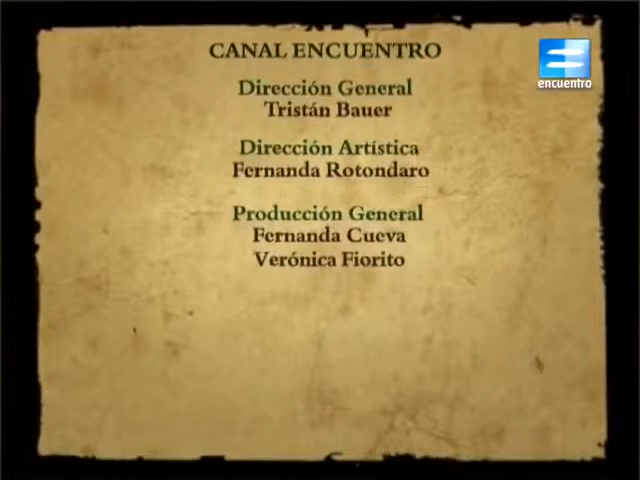 CANAL ENCUENTRO
encuentro
Dirección General
Tristán Bauer
Dirección Artística
Fernanda Rotondaro
Producción General
Fernanda Cueva
Verónica Fiorito